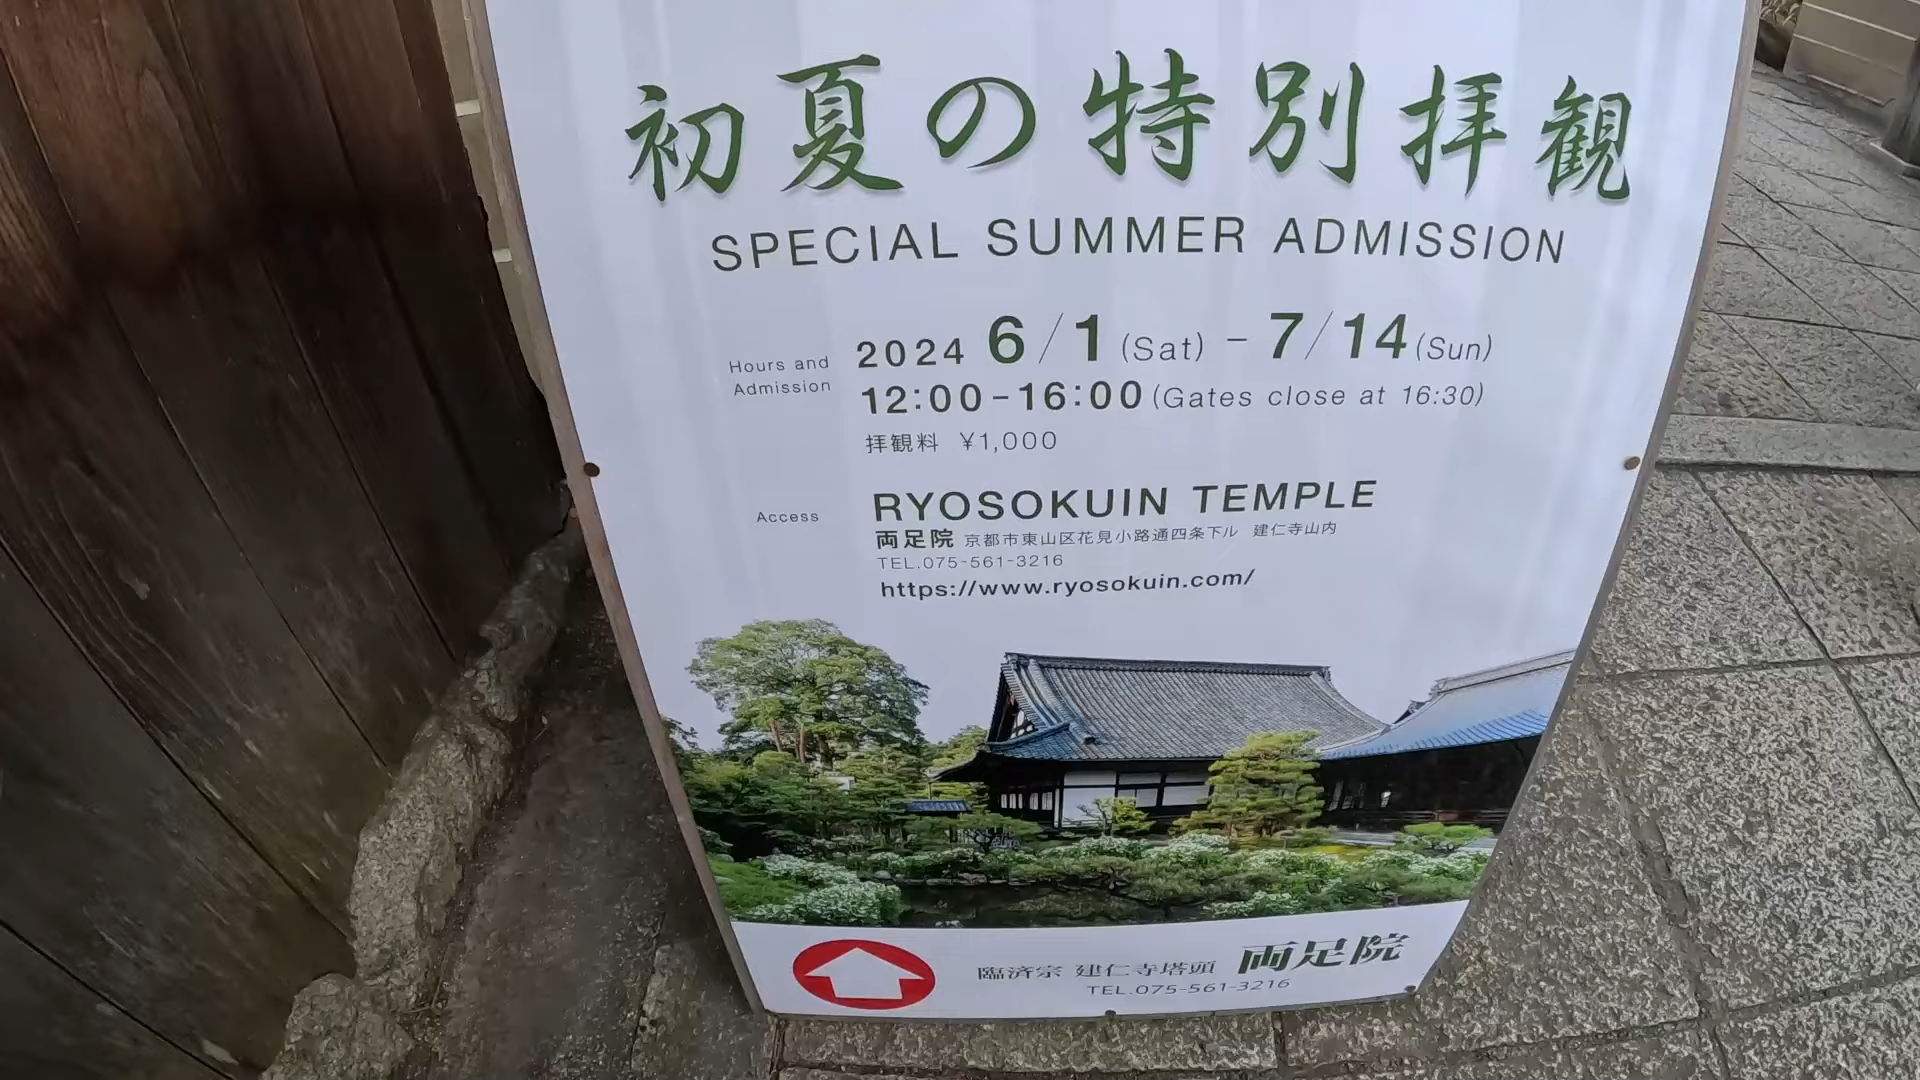 初夏の特別拝観
SPECIAL SUMMER ADMISSION
Hours and Admission
2024 6/1 (Sat) - 7/14 (Sun)
12:00-16:00 (Gates close at 16:30)
拝観料 ¥1,000
Access
RYOSOKUIN TEMPLE
両足院 京都市東山区花見小路通四条下ル 建仁寺山内
TEL.075-561-3216
https://www.ryosokuin.com/
臨済宗 建仁寺塔頭 両足院
TEL.075-561-3216